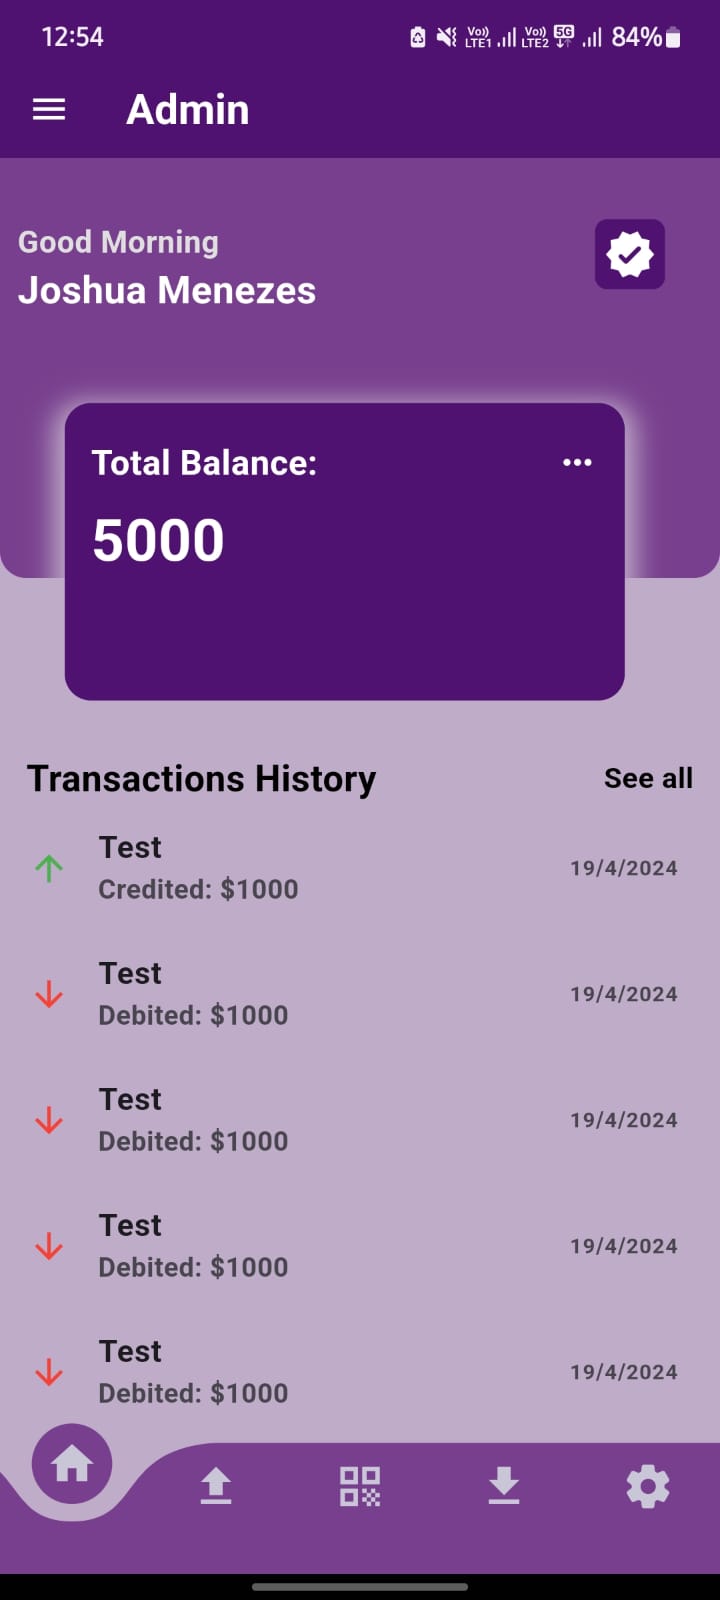 12:54
Vo)) LTE1 Vo)) LTE2 5G 84%
Admin
Good Morning
Joshua Menezes
Total Balance:
5000
Transactions History See all
Test
Credited: $1000
19/4/2024
Test
Debited: $1000
19/4/2024
Test
Debited: $1000
19/4/2024
Test
Debited: $1000
19/4/2024
Test
Debited: $1000
19/4/2024